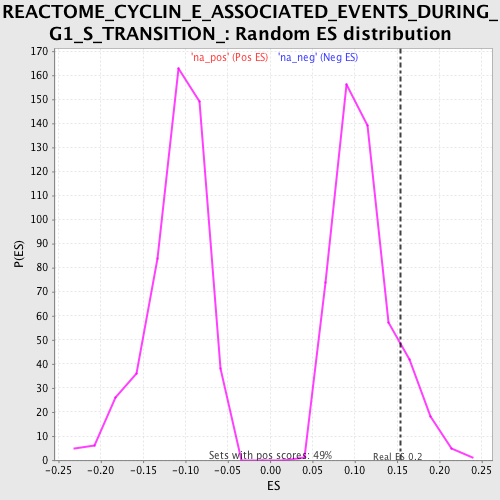 REACTOME_CYCLIN_E_ASSOCIATED_EVENTS_DURING_
G1_S_TRANSITION_: Random ES distribution
'na_pos' (Pos ES) 'na_neg' (Neg ES)
170
160
150
140
130
120
110
100
90
80
70
60
50
40
30
20
10
0
P(ES)
Sets with pos scores: 49%
Real ES 0.2
-0.25 -0.20 -0.15 -0.10 -0.05 0.00 0.05 0.10 0.15 0.20 0.25
ES